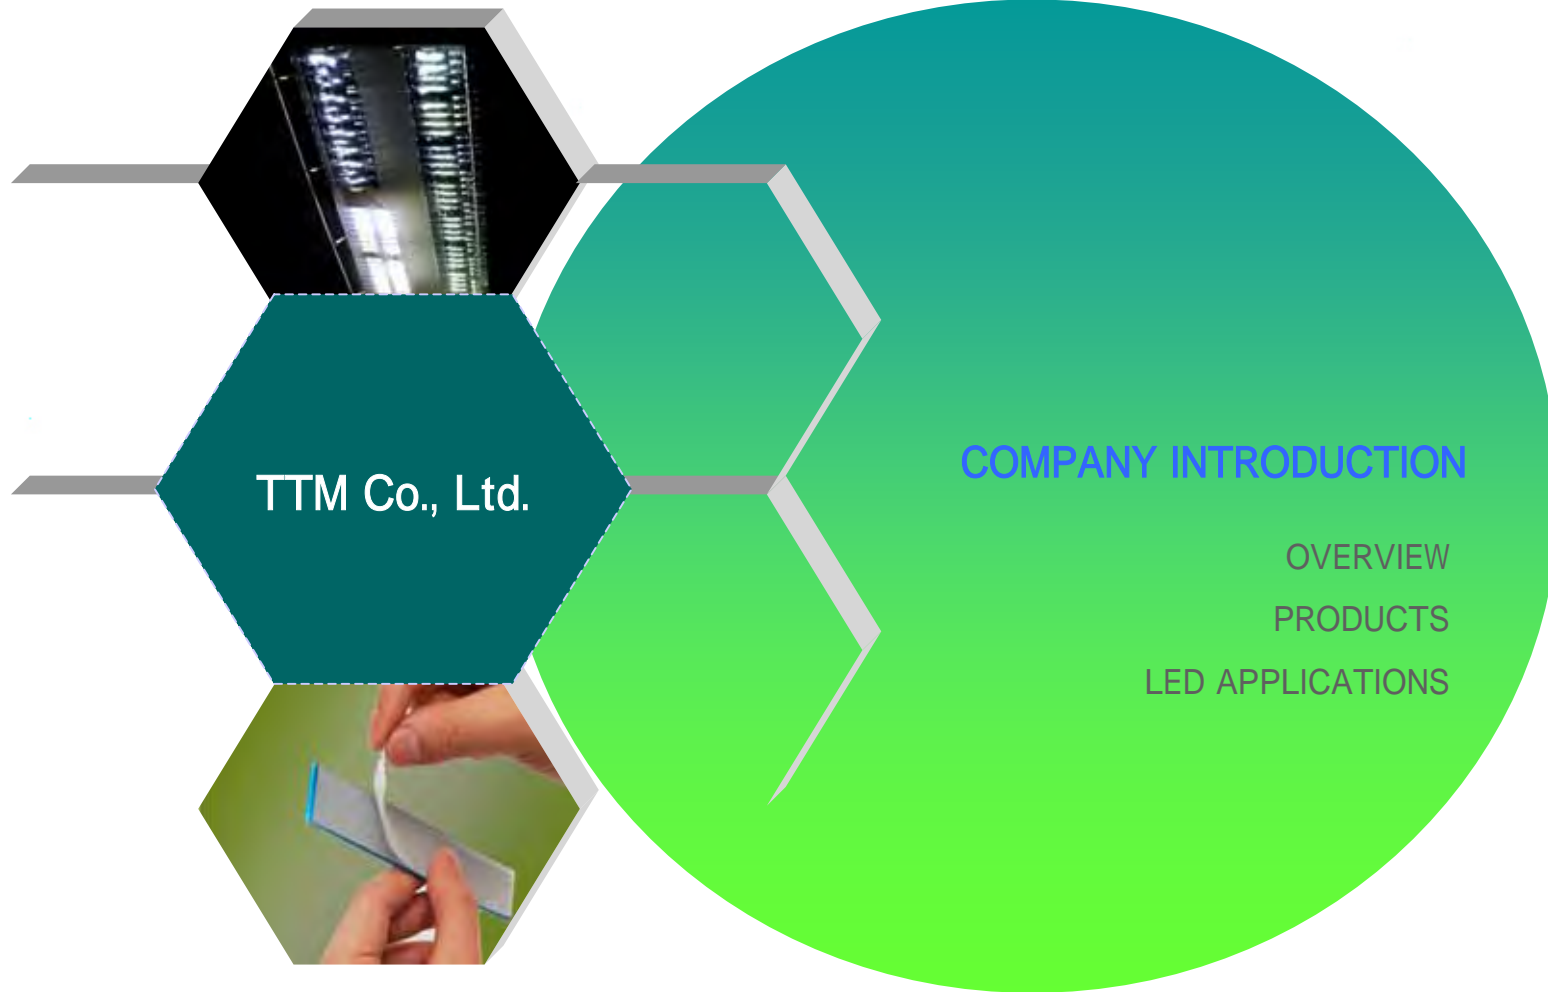 TTM Co., Ltd.
COMPANY INTRODUCTION
OVERVIEW
PRODUCTS
LED APPLICATIONS